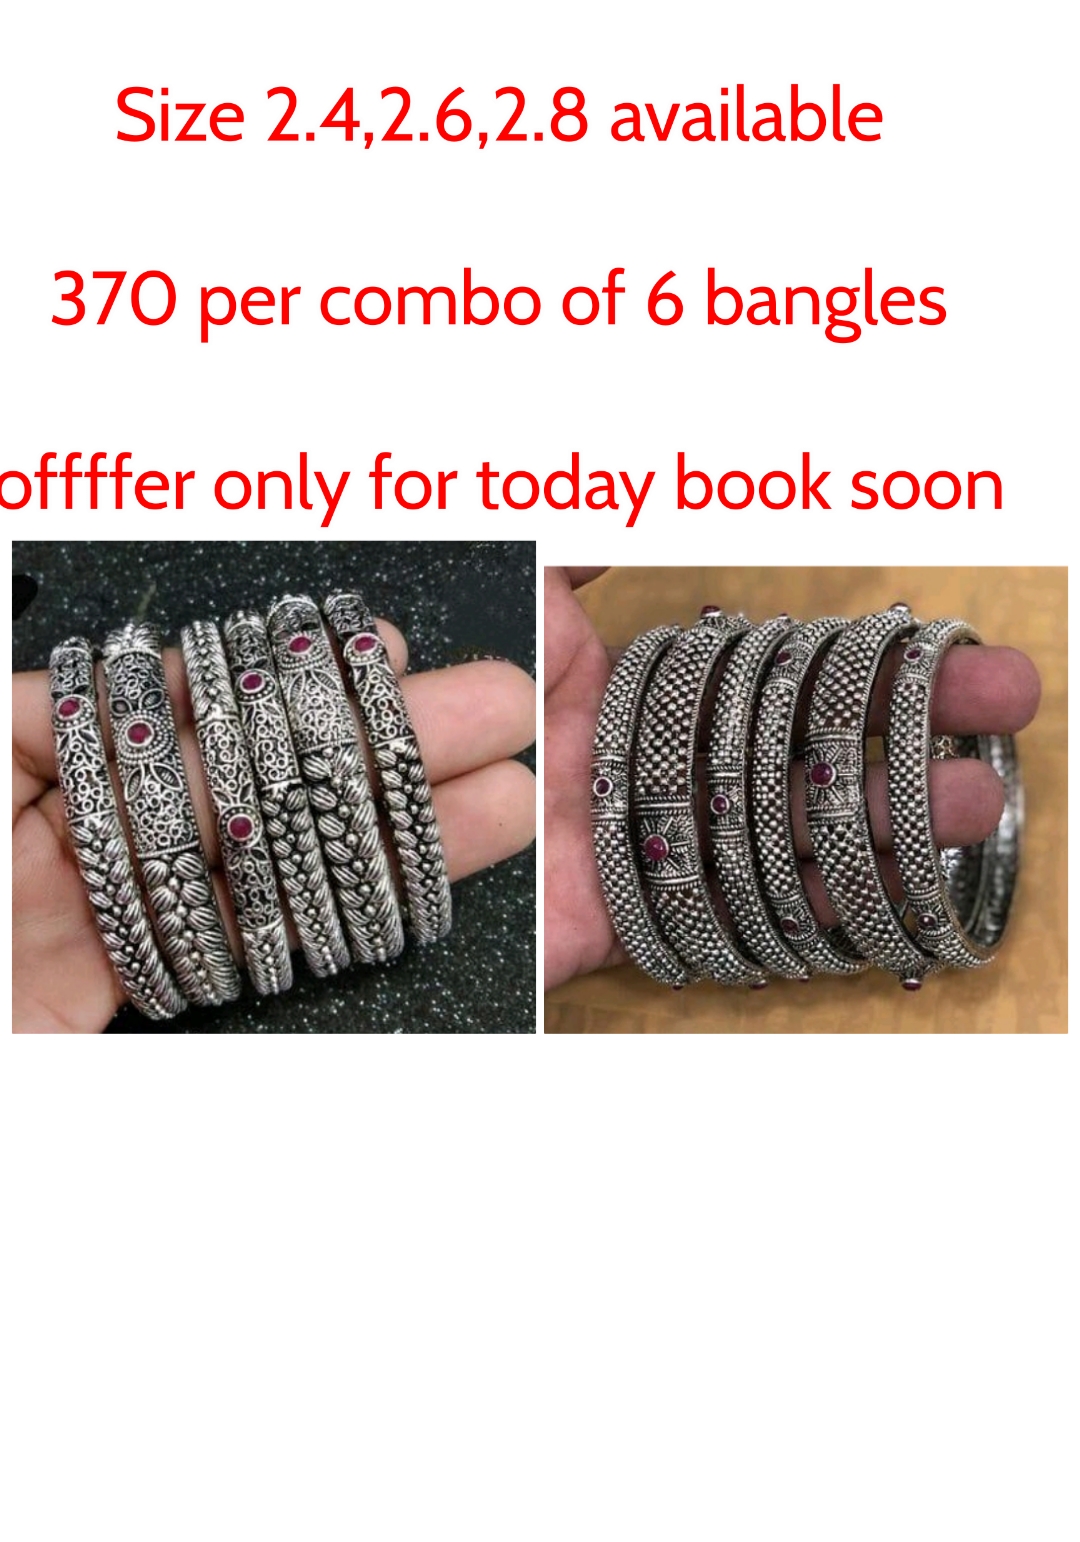 Size 2.4,2.6,2.8 available
370 per combo of 6 bangles
offffer only for today book soon